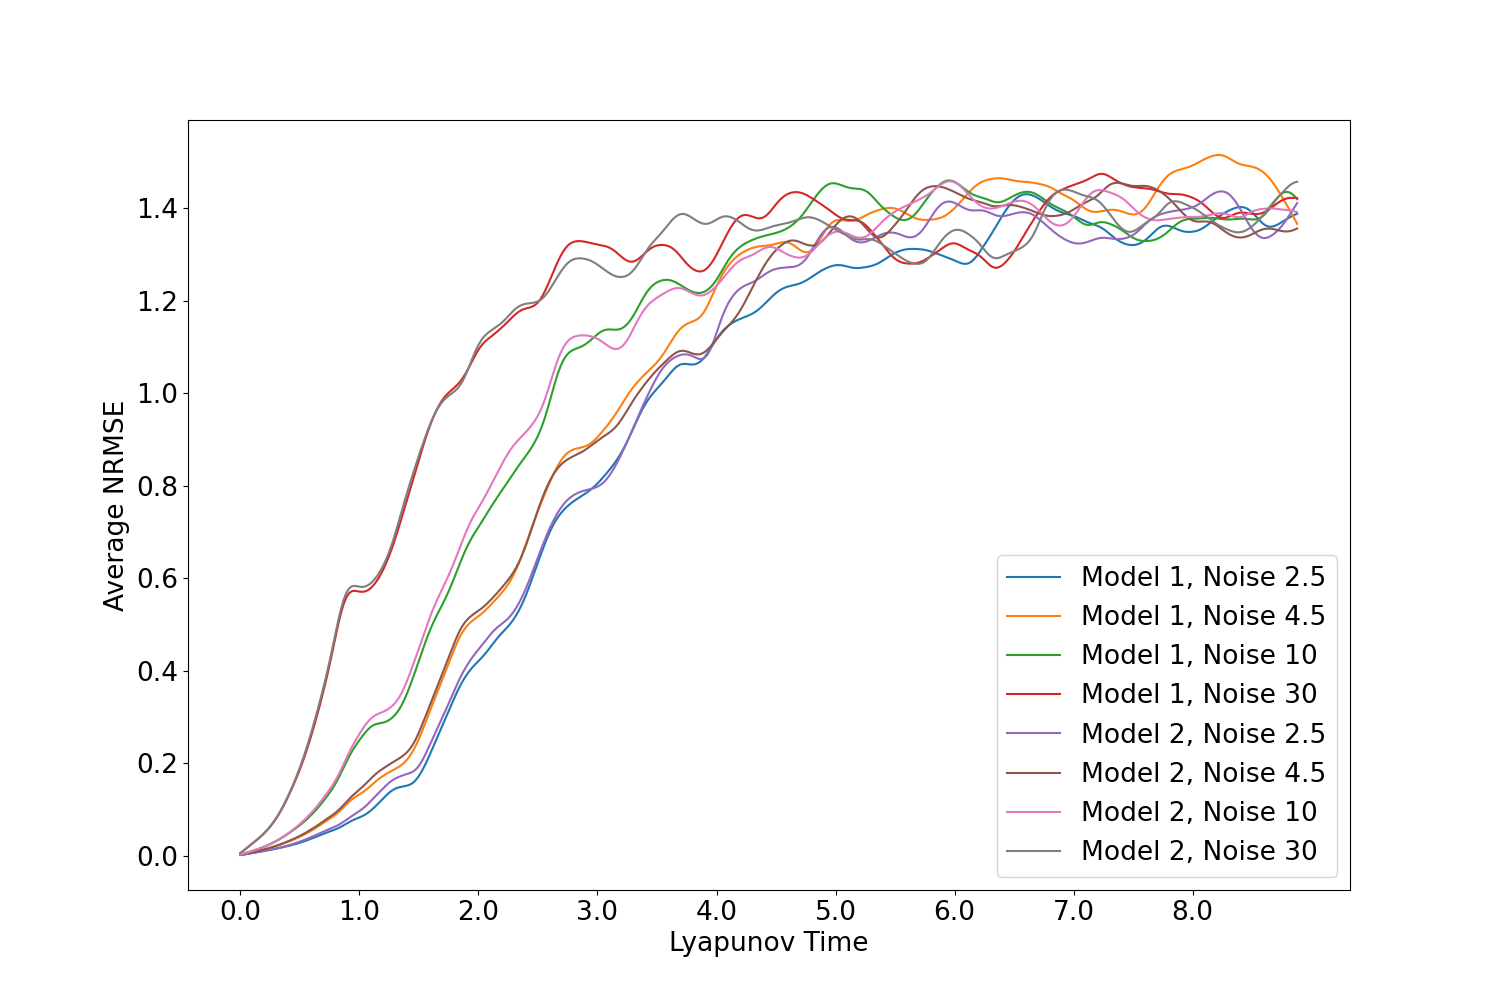 1.4
1.2
1.0
0.8
0.6
0.4
0.2
0.0
Average NRMSE
0.0 1.0 2.0 3.0 4.0 5.0 6.0 7.0 8.0
Lyapunov Time
Model 1, Noise 2.5
Model 1, Noise 4.5
Model 1, Noise 10
Model 1, Noise 30
Model 2, Noise 2.5
Model 2, Noise 4.5
Model 2, Noise 10
Model 2, Noise 30